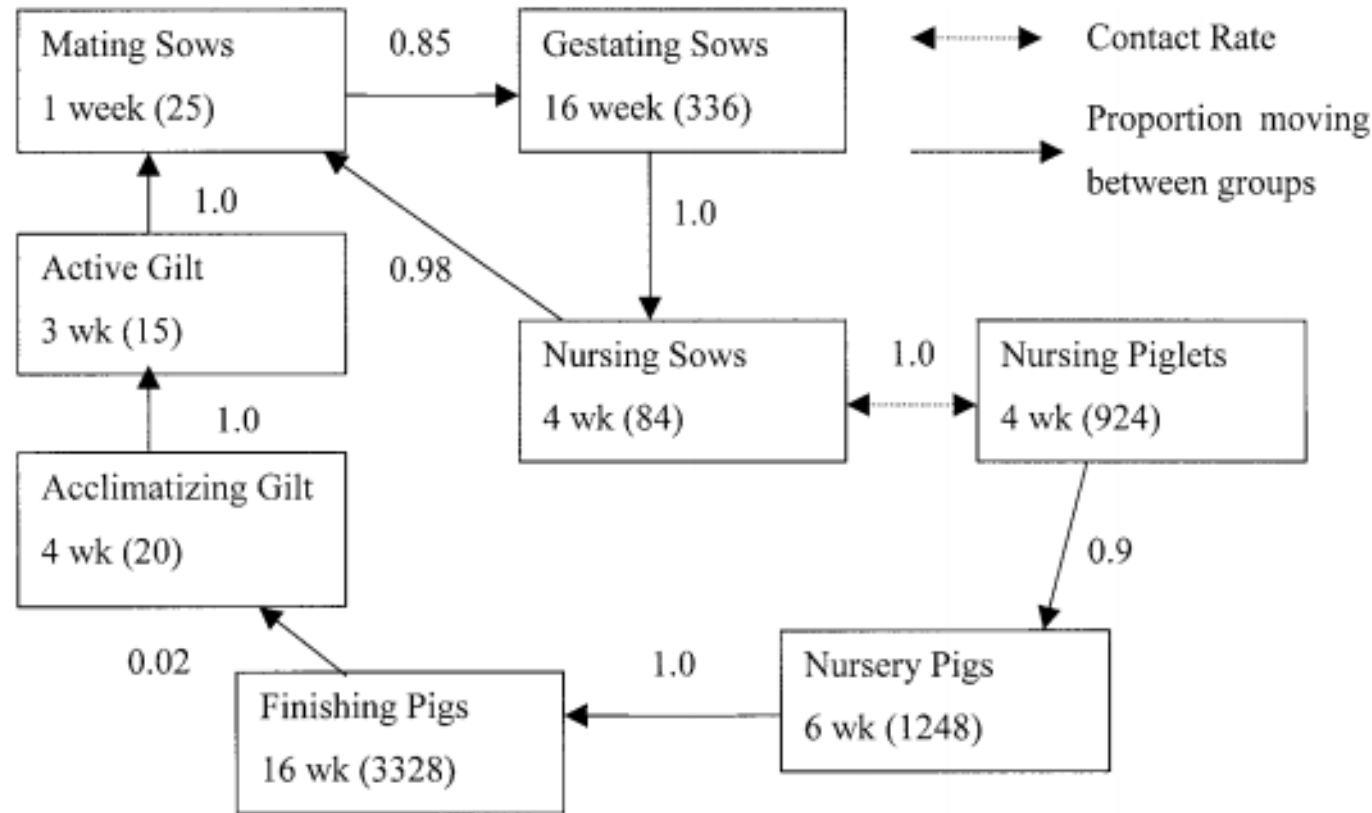 Mating Sows
1 week (25)
0.85
Gestating Sows
16 week (336)
Contact Rate
Proportion moving
between groups
1.0
1.0
Active Gilt
3 wk (15)
0.98
Nursing Sows
4 wk (84)
1.0
Nursing Piglets
4 wk (924)
1.0
Acclimatizing Gilt
4 wk (20)
0.9
0.02
Finishing Pigs
16 wk (3328)
1.0
Nursery Pigs
6 wk (1248)